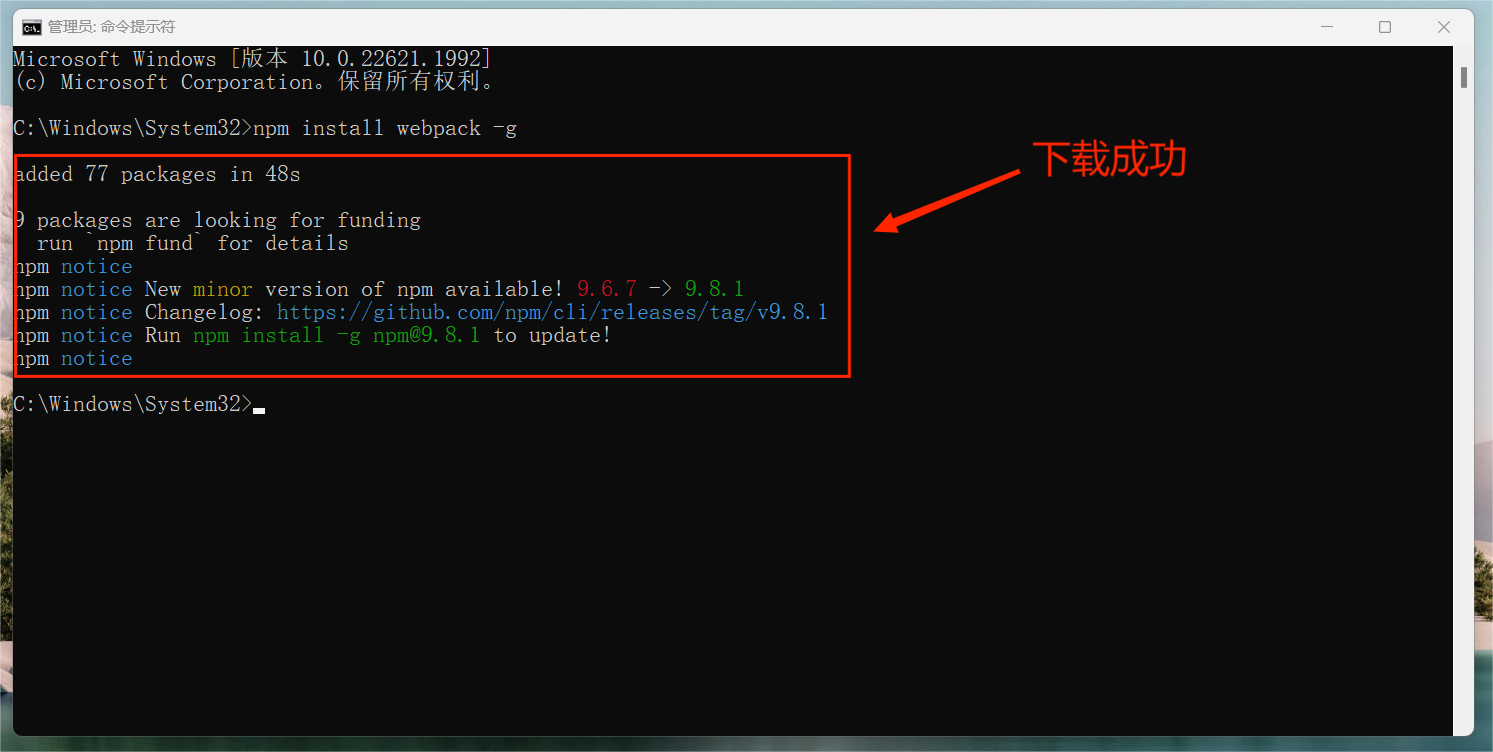 管理员: 命令提示符
Microsoft Windows [版本 10.0.22621.1992]
(c) Microsoft Corporation。保留所有权利。
C:\Windows\System32>npm install webpack -g
下载成功
added 77 packages in 48s
9 packages are looking for funding
run `npm fund` for details
npm notice
npm notice New minor version of npm available! 9.6.7 -> 9.8.1
npm notice Changelog: https://github.com/npm/cli/releases/tag/v9.8.1
npm notice Run npm install -g npm@9.8.1 to update!
npm notice
C:\Windows\System32>